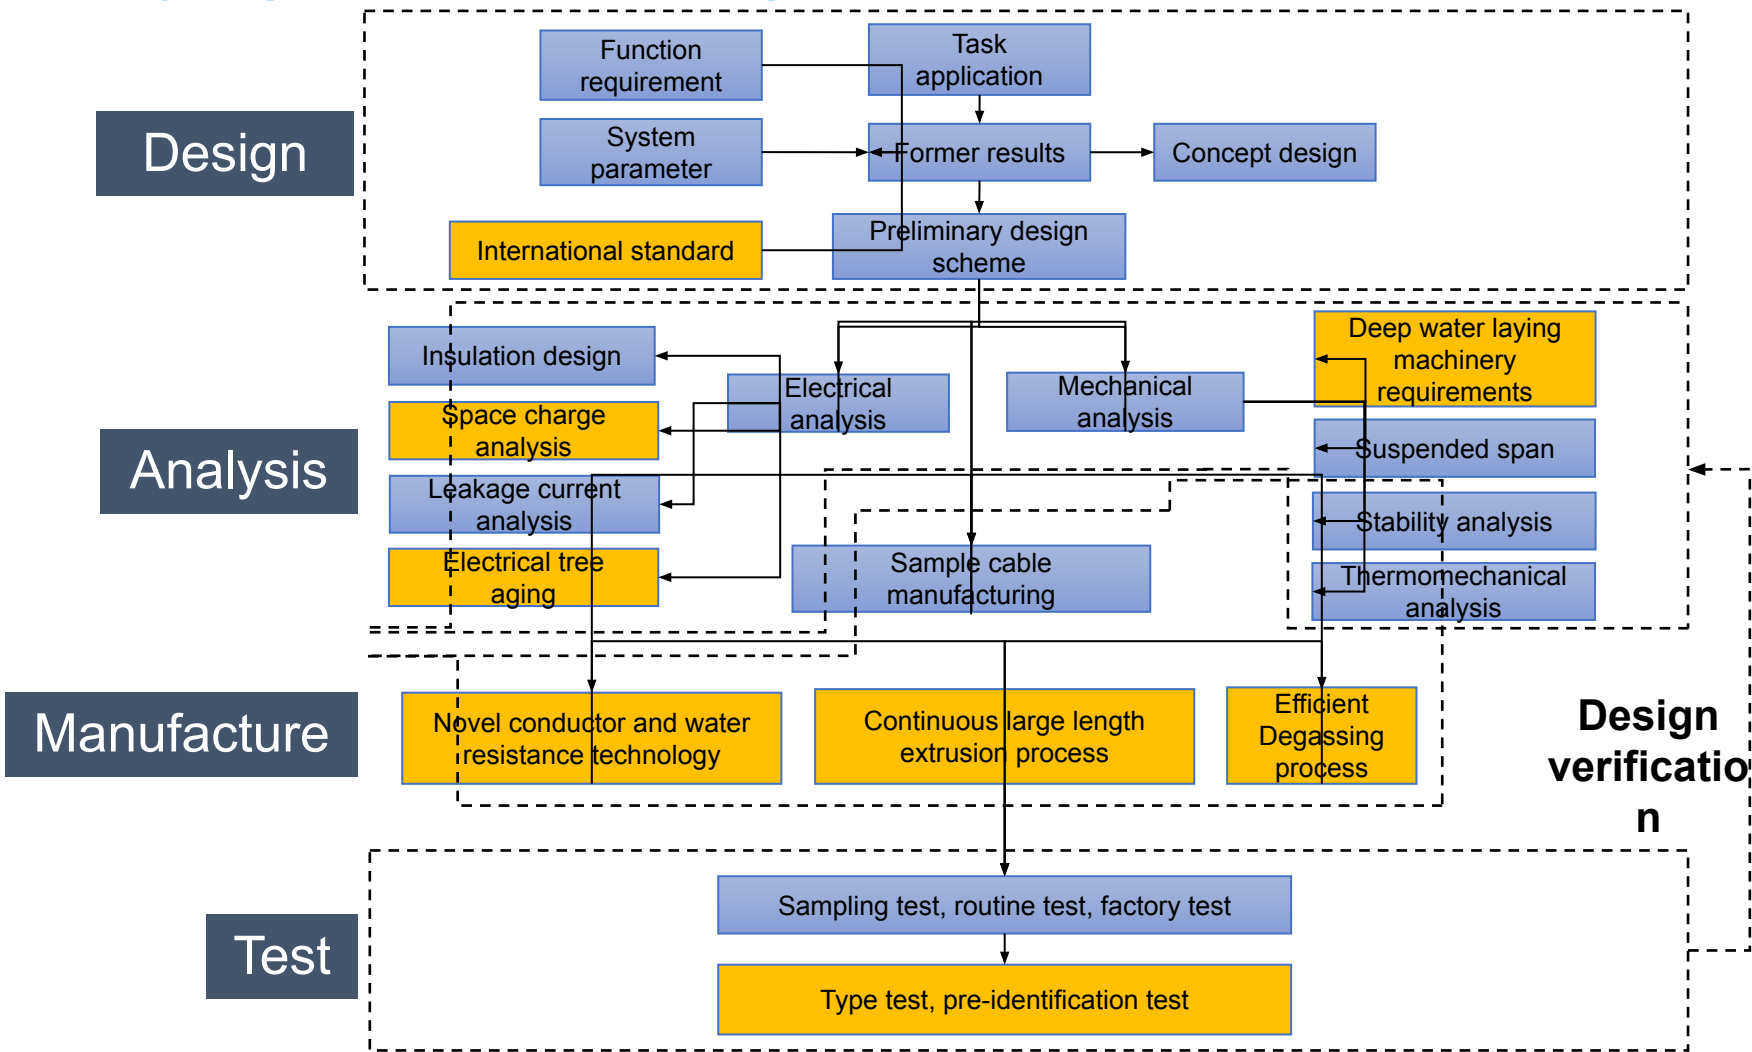 Function
requirement
Task
application
Design
System
parameter
Former results
Concept design
International standard
Preliminary design
scheme
Analysis
Insulation design
Space charge
analysis
Leakage current
analysis
Electrical tree
aging
Electrical
analysis
Mechanical
analysis
Deep water laying
machinery
requirements
Suspended span
Stability analysis
Thermomechanical
analysis
Sample cable
manufacturing
Manufacture
Novel conductor and water
resistance technology
Continuous large length
extrusion process
Efficient
Degassing
process
Design
verificatio
n
Test
Sampling test, routine test, factory test
Type test, pre-identification test